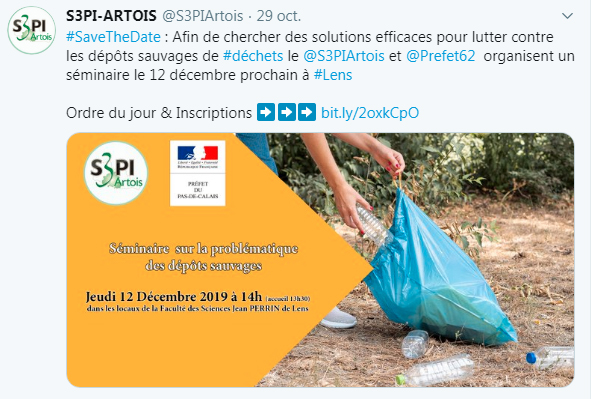 S3PI-ARTOIS @S3PIArtois · 29 oct.
#SaveTheDate : Afin de chercher des solutions efficaces pour lutter contre
les dépôts sauvages de #déchets le @S3PIArtois et @Prefet62 organisent un
séminaire le 12 décembre prochain à #Lens
Ordre du jour & Inscriptions ➡➡➡ bit.ly/2oxkCpO
S3PI
Artois
S3PI
Artois
Liberté • Égalité • Fraternité
RÉPUBLIQUE FRANÇAISE
PRÉFET
DU
PAS-DE-CALAIS
Séminaire sur la problématique
des dépôts sauvages
Jeudi 12 Décembre 2019 à 14h (accueil 13h30)
dans les locaux de la Faculté des Sciences Jean PERRIN de Lens